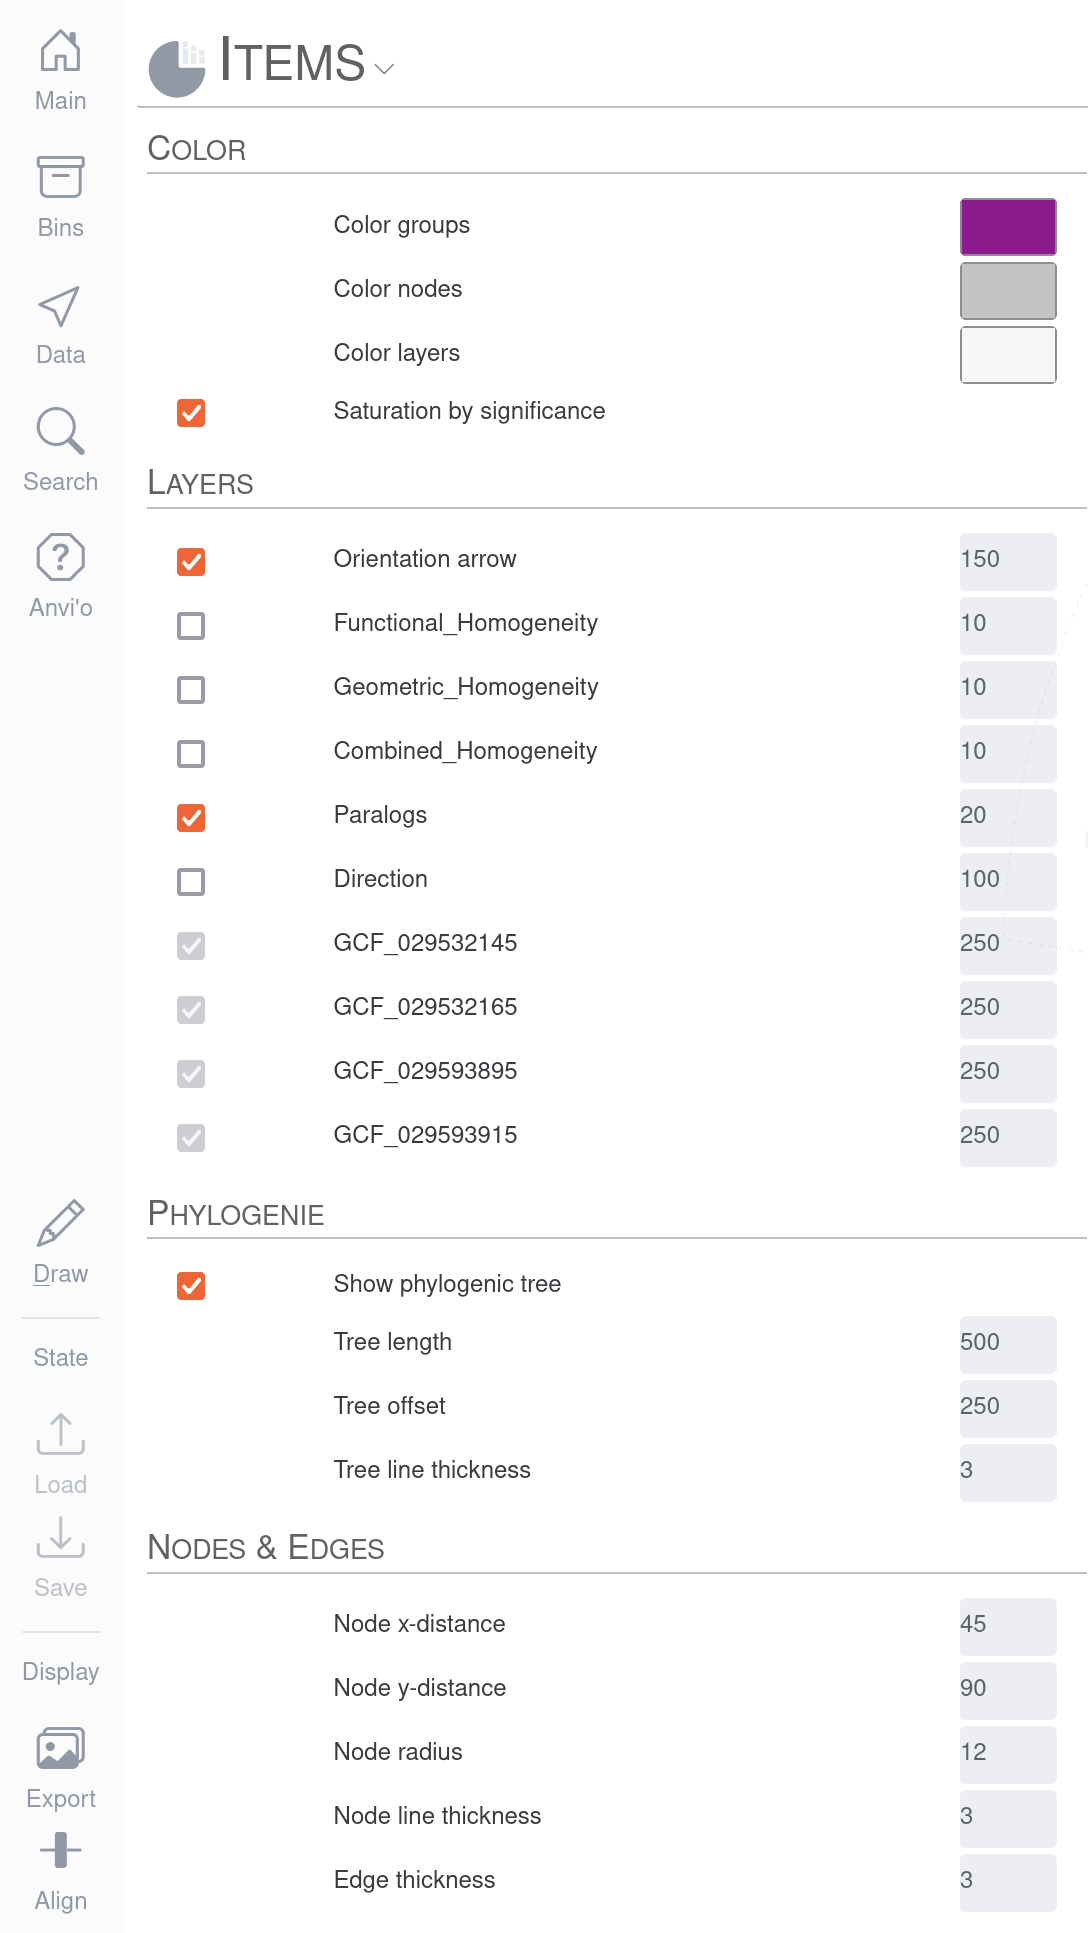 Main
Bins
Data
Search
Anvi'o
Draw
State
Load
Save
Display
Export
Align
ITEMS
COLOR
Color groups
Color nodes
Color layers
Saturation by significance
LAYERS
Orientation arrow 150
Functional_Homogeneity 10
Geometric_Homogeneity 10
Combined_Homogeneity 10
Paralogs 20
Direction 100
GCF_029532145 250
GCF_029532165 250
GCF_029593895 250
GCF_029593915 250
PHYLOGENIE
Show phylogenic tree
Tree length 500
Tree offset 250
Tree line thickness 3
NODES & EDGES
Node x-distance 45
Node y-distance 90
Node radius 12
Node line thickness 3
Edge thickness 3